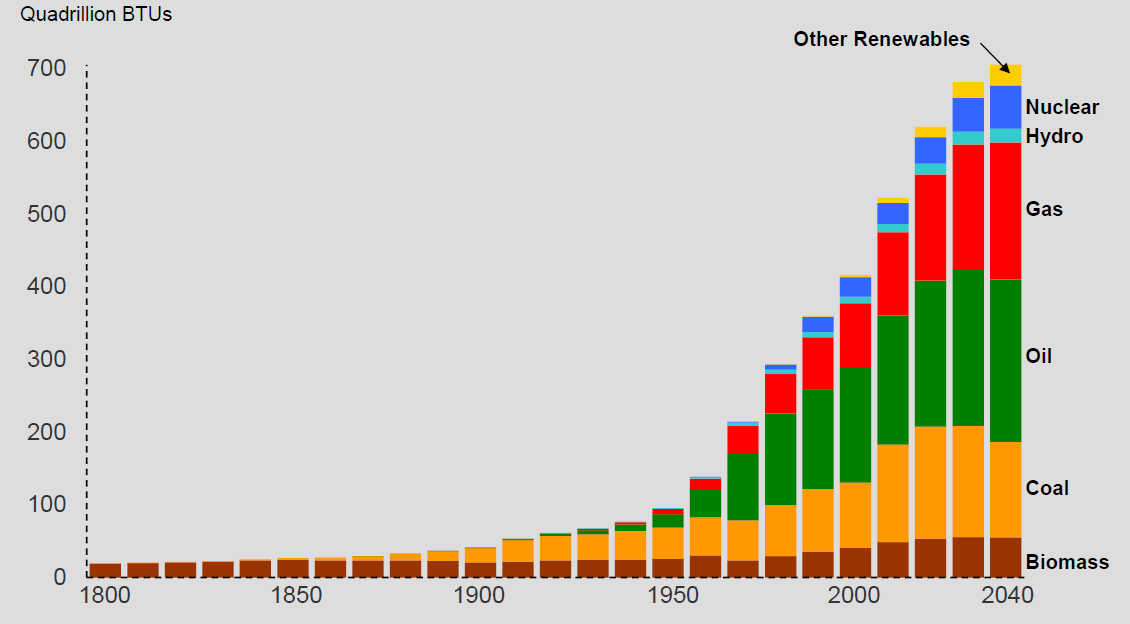 Quadrillion BTUs
Other Renewables
700
Nuclear
600
Hydro
500
Gas
400
300
Oil
200
100
Coal
0
Biomass
1800 1850 1900 1950 2000 2040